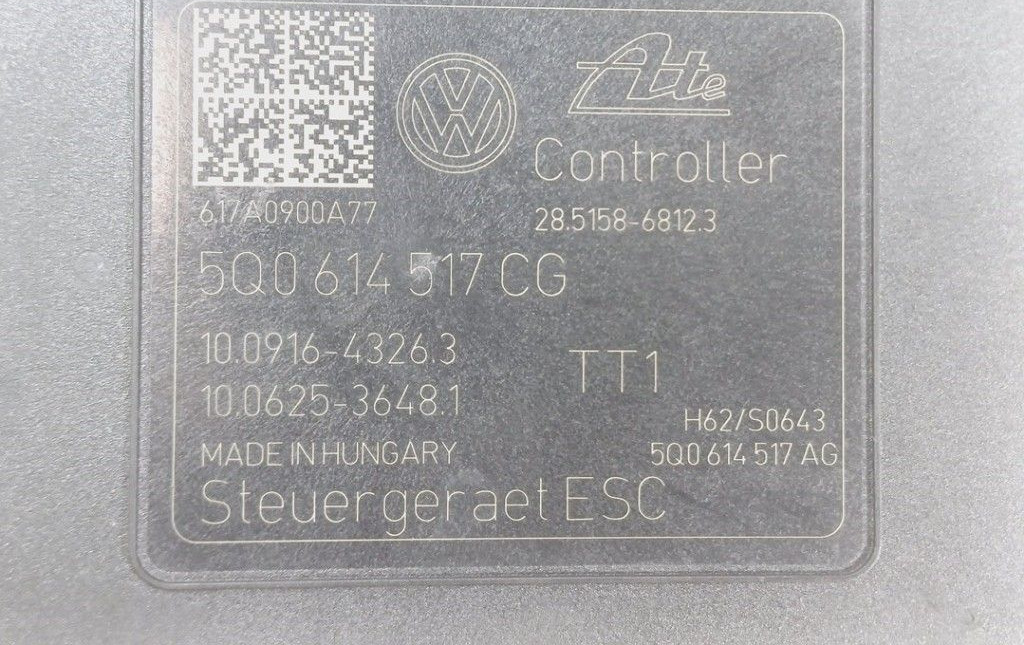 Ate
Controller
617A0900A77
28.5158-6812.3
5Q0 614 517 CG
10.0916-4326.3
TT1
10.0625-3648.1
H62/S0643
MADE IN HUNGARY
5Q0 614 517 AG
Steuergeraet ESC